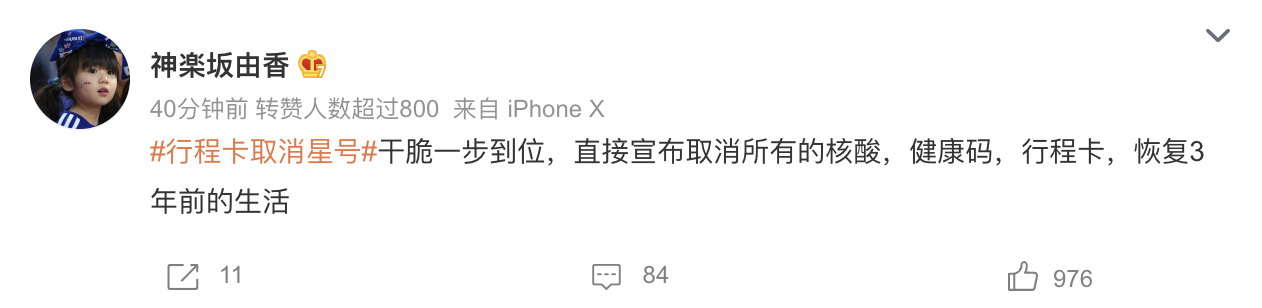 神楽坂由香
40分钟前 转赞人数超过800 来自 iPhone X
#行程卡取消星号#干脆一步到位，直接宣布取消所有的核酸，健康码，行程卡，恢复3
年前的生活
11 84 976